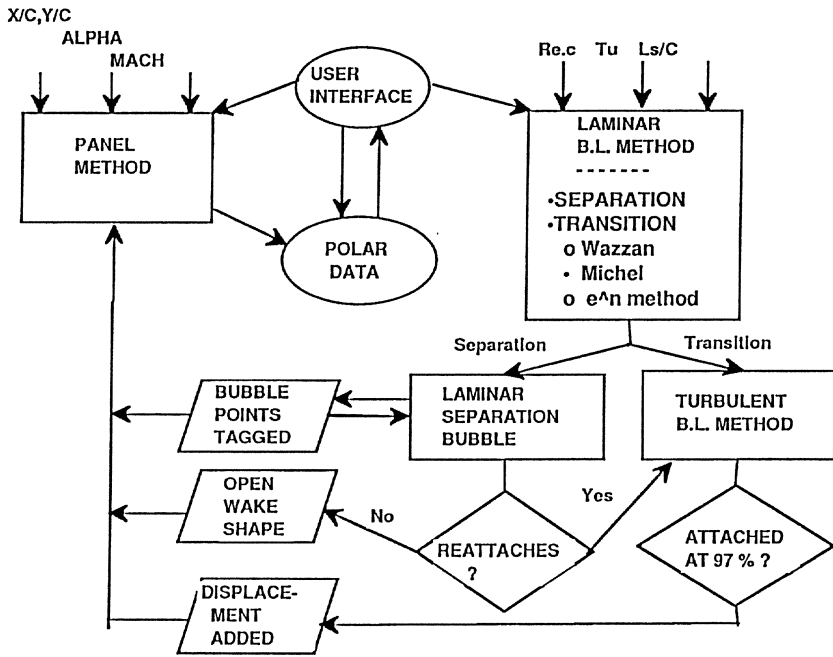 X/C,Y/C
ALPHA
MACH
USER
INTERFACE
Re.c Tu Ls/C
PANEL
METHOD
POLAR
DATA
LAMINAR
B.L. METHOD
-------
•SEPARATION
•TRANSITION
o Wazzan
• Michel
o e^n method
Separation
Transition
BUBBLE
POINTS
TAGGED
LAMINAR
SEPARATION
BUBBLE
TURBULENT
B.L. METHOD
OPEN
WAKE
SHAPE
No
REATTACHES
?
Yes
ATTACHED
AT 97 % ?
DISPLACE-
MENT
ADDED